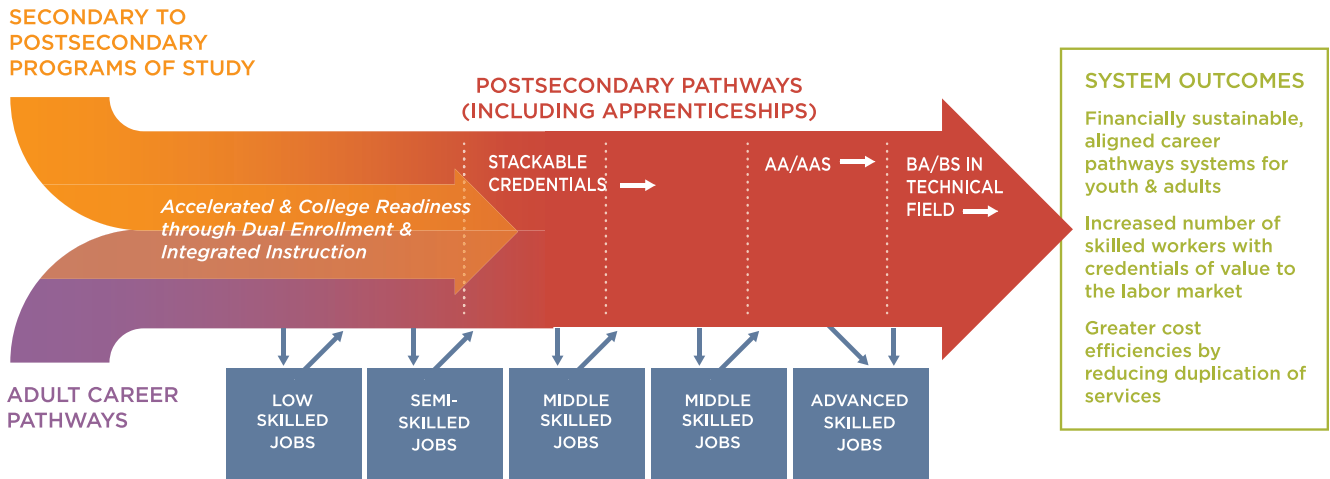 SECONDARY TO
POSTSECONDARY
PROGRAMS OF STUDY
POSTSECONDARY PATHWAYS
(INCLUDING APPRENTICESHIPS)
STACKABLE
CREDENTIALS
AA/AAS
BA/BS IN
TECHNICAL
FIELD
Accelerated & College Readiness
through Dual Enrollment &
Integrated Instruction
ADULT CAREER
PATHWAYS
LOW
SKILLED
JOBS
SEMI-
SKILLED
JOBS
MIDDLE
SKILLED
JOBS
MIDDLE
SKILLED
JOBS
ADVANCED
SKILLED
JOBS
SYSTEM OUTCOMES
Financially sustainable,
aligned career
pathways systems for
youth & adults
Increased number of
skilled workers with
credentials of value to
the labor market
Greater cost
efficiencies by
reducing duplication of
services